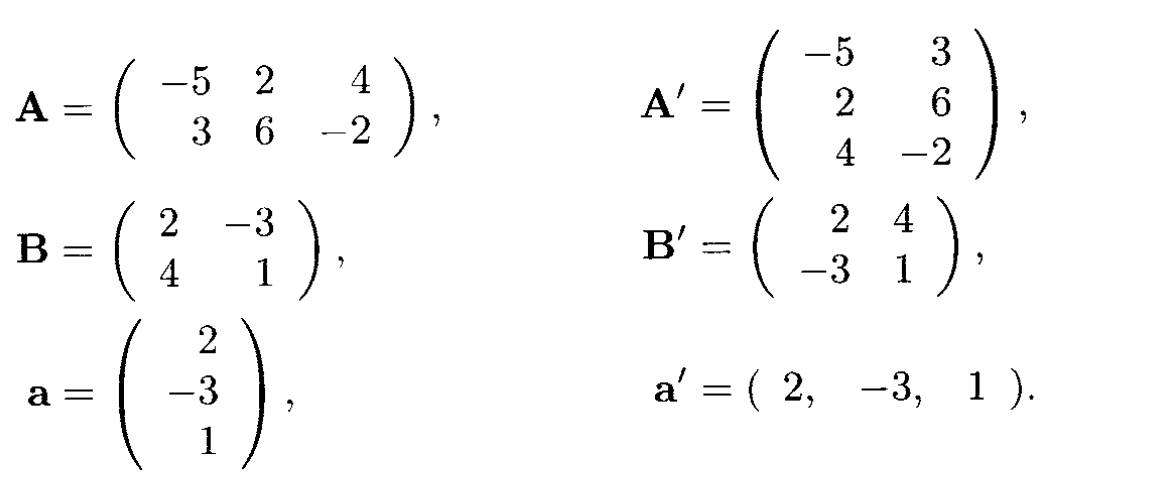 A = ( −5 2 4
3 6 −2 ) ,
A′ = ( −5 3
2 6
4 −2 ) ,
B = ( 2 −3
4 1 ) ,
B′ = ( 2 4
−3 1 ) ,
a = ( 2
−3
1 ) ,
a′ = ( 2, −3, 1 ).